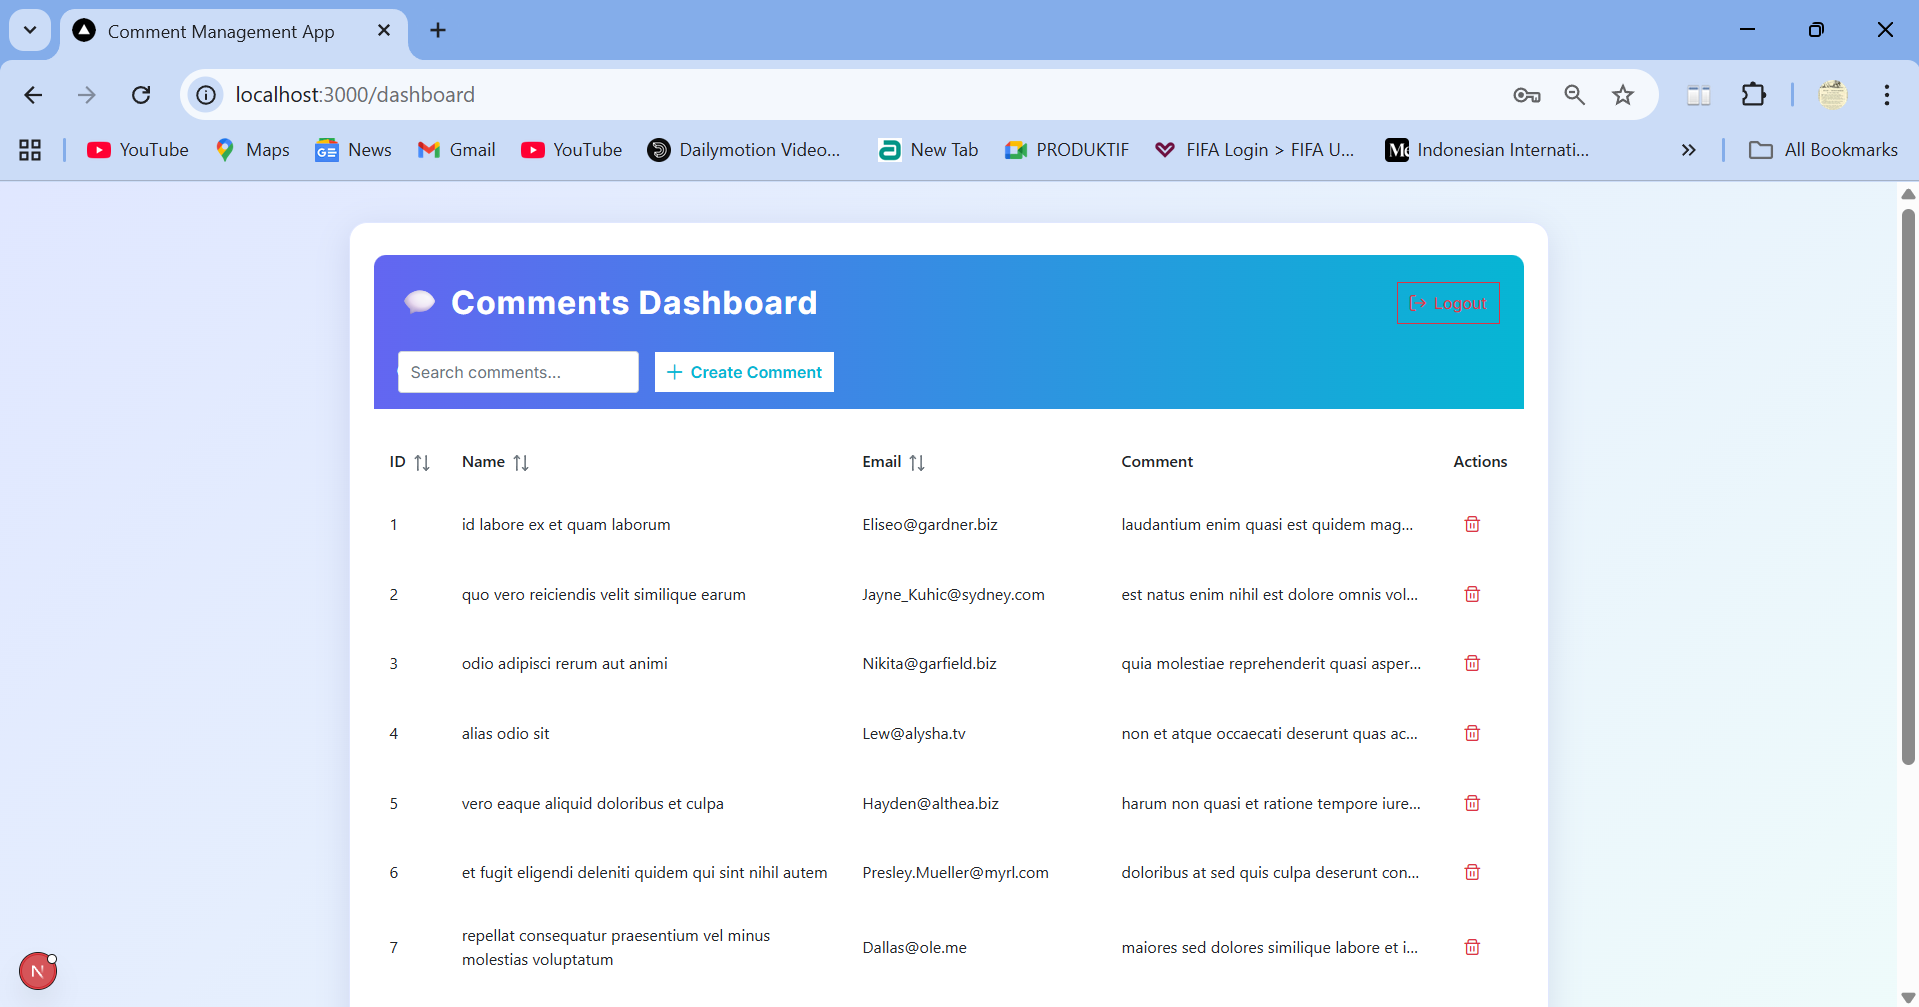 Comment Management App
localhost:3000/dashboard
YouTube Maps News Gmail YouTube Dailymotion Video... New Tab PRODUKTIF FIFA Login > FIFA U... Indonesian Internati... All Bookmarks
Comments Dashboard
Logout
Search comments...
Create Comment
ID Name Email Comment Actions
1 id labore ex et quam laborum Eliseo@gardner.biz laudantium enim quasi est quidem mag...
2 quo vero reiciendis velit similique earum Jayne_Kuhic@sydney.com est natus enim nihil est dolore omnis vol...
3 odio adipisci rerum aut animi Nikita@garfield.biz quia molestiae reprehenderit quasi asper...
4 alias odio sit Lew@alysha.tv non et atque occaecati deserunt quas ac...
5 vero eaque aliquid doloribus et culpa Hayden@althea.biz harum non quasi et ratione tempore iure...
6 et fugit eligendi deleniti quidem qui sint nihil autem Presley.Mueller@myrl.com doloribus at sed quis culpa deserunt con...
7 repellat consequatur praesentium vel minus
molestias voluptatum Dallas@ole.me maiores sed dolores similique labore et i...
N